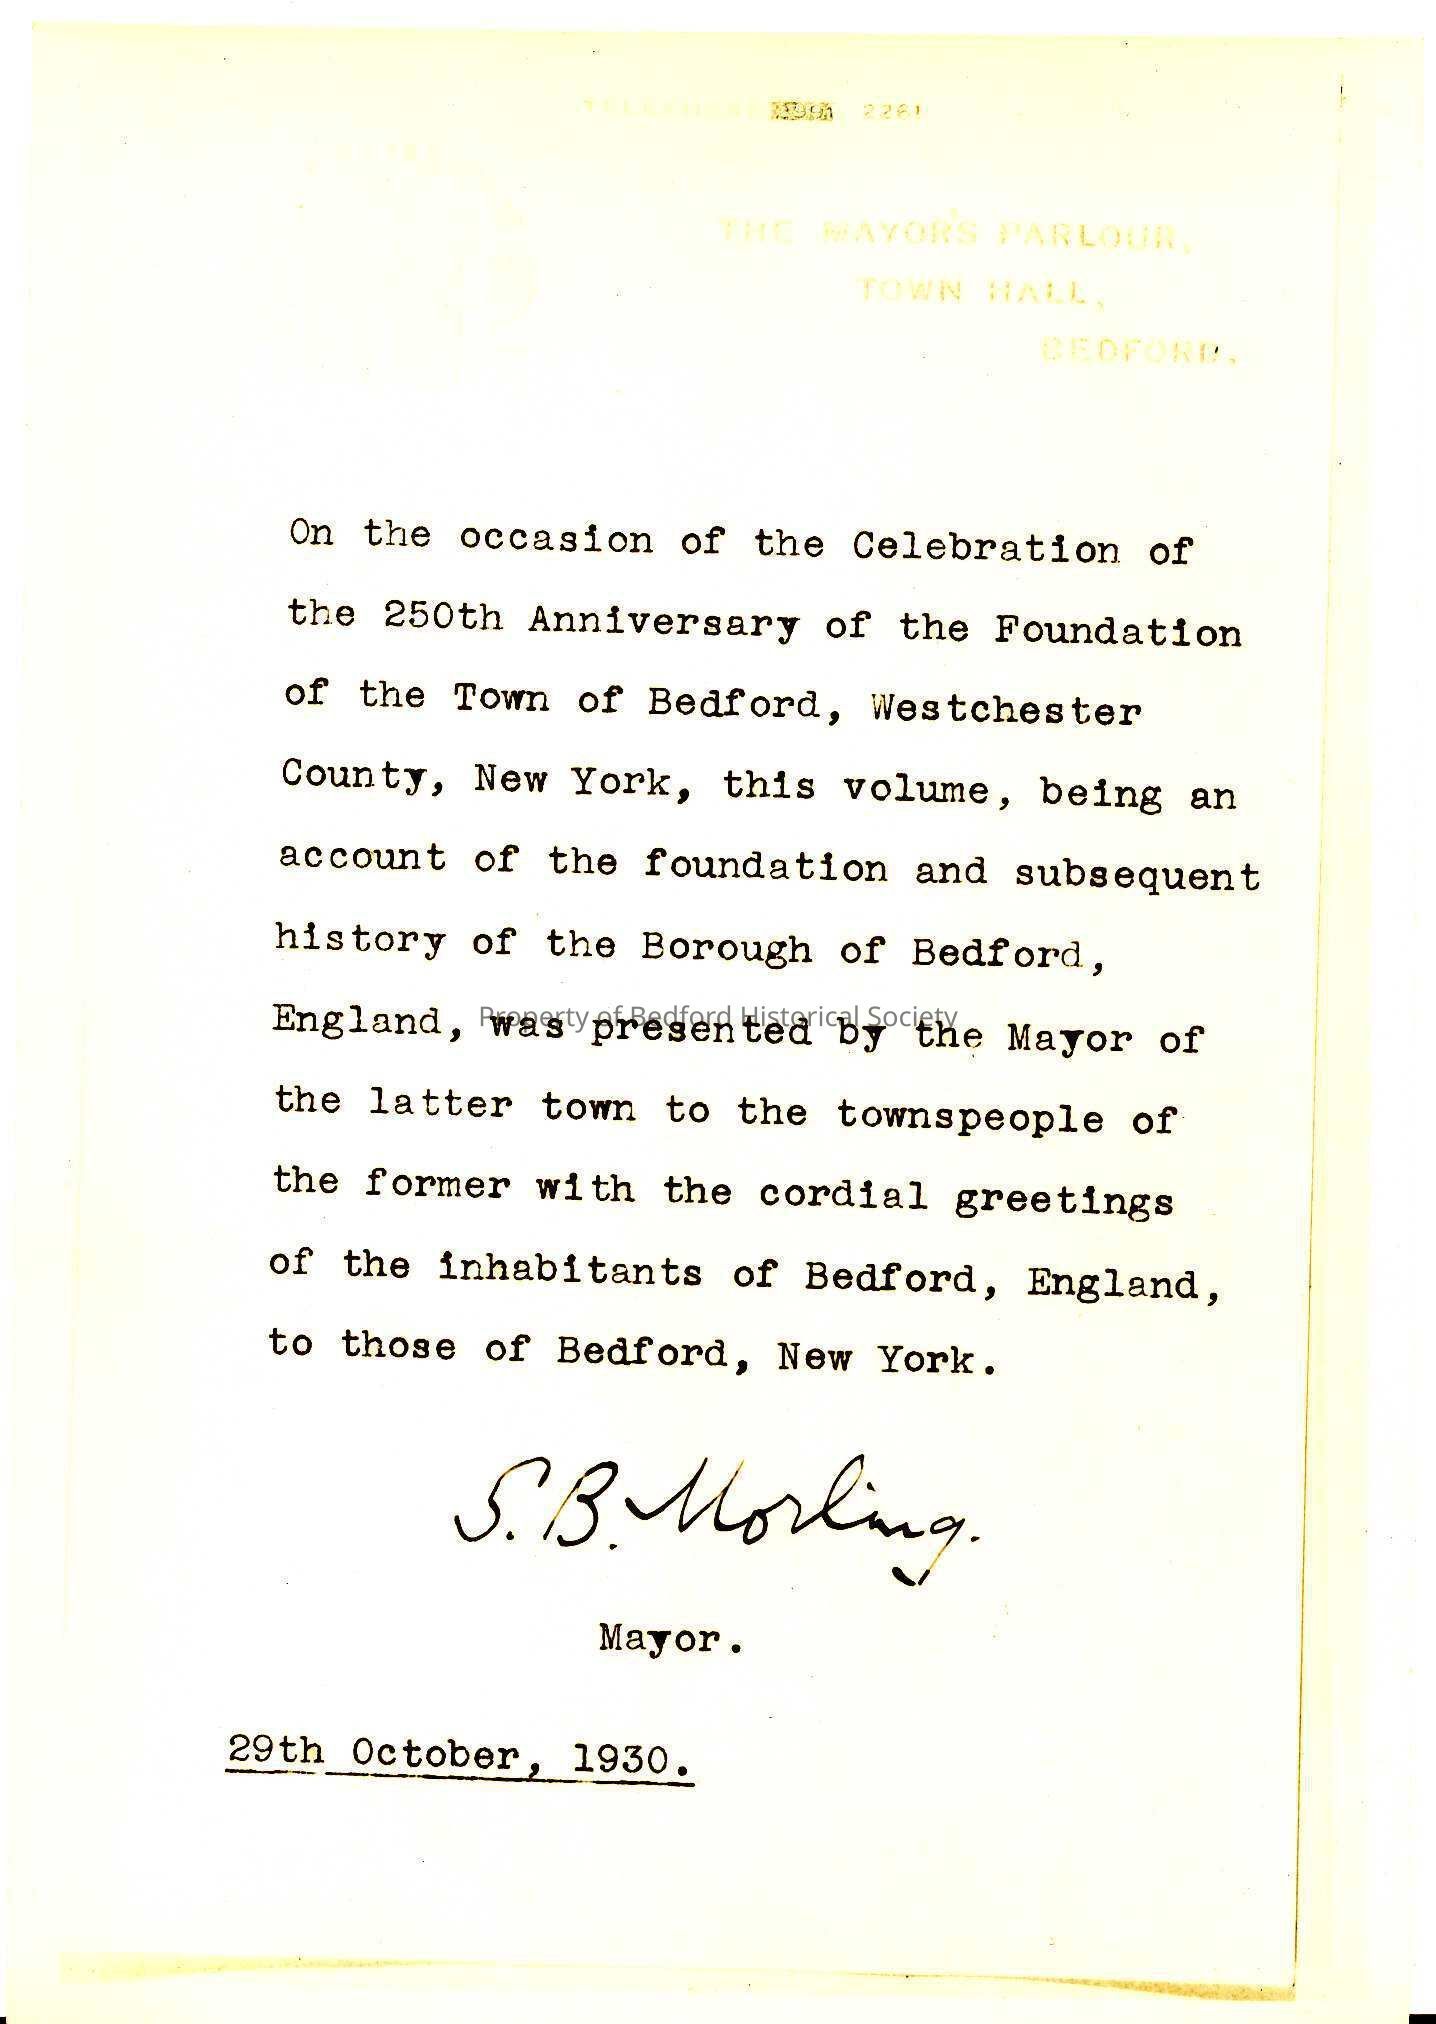 2261
THE MAYOR'S PARLOUR,
TOWN HALL,
BEDFORD.
On the occasion of the Celebration of
the 250th Anniversary of the Foundation
of the Town of Bedford, Westchester
County, New York, this volume, being an
account of the foundation and subsequent
history of the Borough of Bedford,
England, was presented by the Mayor of
Property of Bedford Historical Society
the latter town to the townspeople of
the former with the cordial greetings
of the inhabitants of Bedford, England,
to those of Bedford, New York.
S. B. Morling.
Mayor.
29th October, 1930.